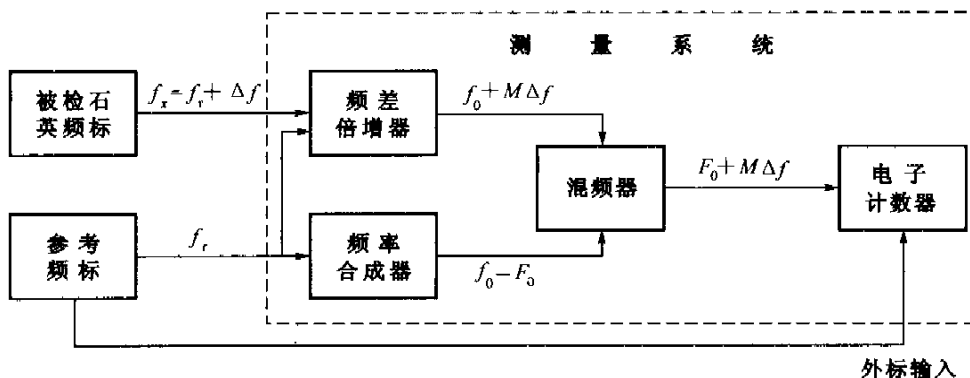 测量系统
被检石
英频标
f_x = f_r + Δf
频差
倍增器
f_0 + MΔf
混频器
F_0 + MΔf
电子
计数器
参考
频标
f_r
频率
合成器
f_0 − F_0
外标输入